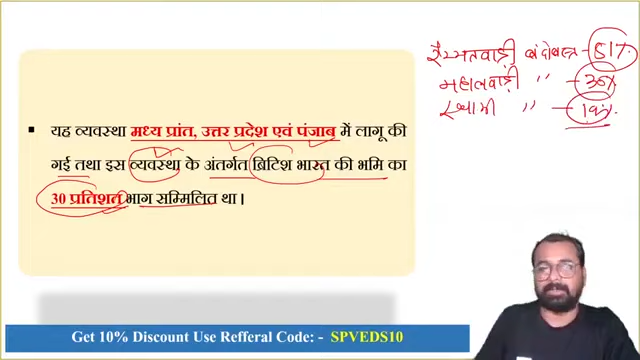 रैय्यतवाड़ी बंदोबस्त - 51%
महालवाड़ी " - 30%
स्थायी " - 19%
यह व्यवस्था मध्य प्रांत, उत्तर प्रदेश एवं पंजाब में लागू की
गई तथा इस व्यवस्था के अंतर्गत ब्रिटिश भारत की भूमि का
30 प्रतिशत भाग सम्मिलित था।
Get 10% Discount Use Refferal Code: - SPVEDS10